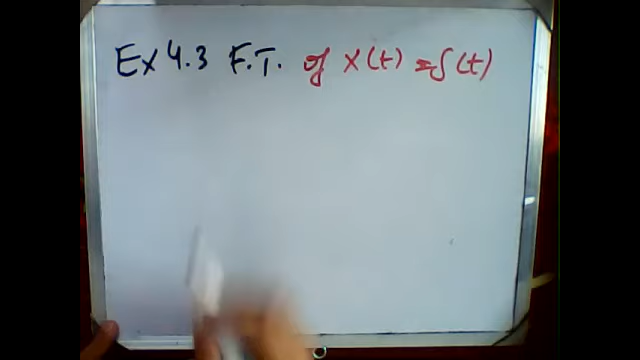 Ex 4.3 F.T. of x(t) = δ(t)